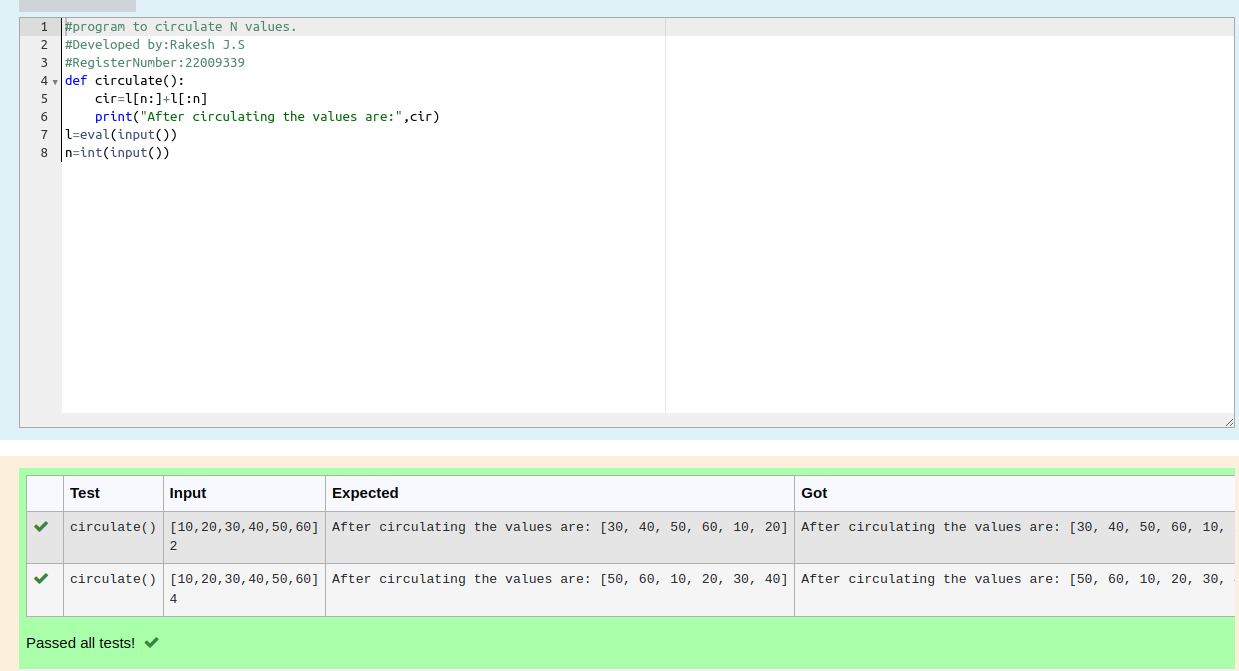 1 #program to circulate N values.
2 #Developed by:Rakesh J.S
3 #RegisterNumber:22009339
4 def circulate():
5     cir=l[n:]+l[:n]
6     print("After circulating the values are:",cir)
7 l=eval(input())
8 n=int(input())
Test Input Expected Got
circulate() [10,20,30,40,50,60] After circulating the values are: [30, 40, 50, 60, 10, 20] After circulating the values are: [30, 40, 50, 60, 10,
2
circulate() [10,20,30,40,50,60] After circulating the values are: [50, 60, 10, 20, 30, 40] After circulating the values are: [50, 60, 10, 20, 30,
4
Passed all tests!